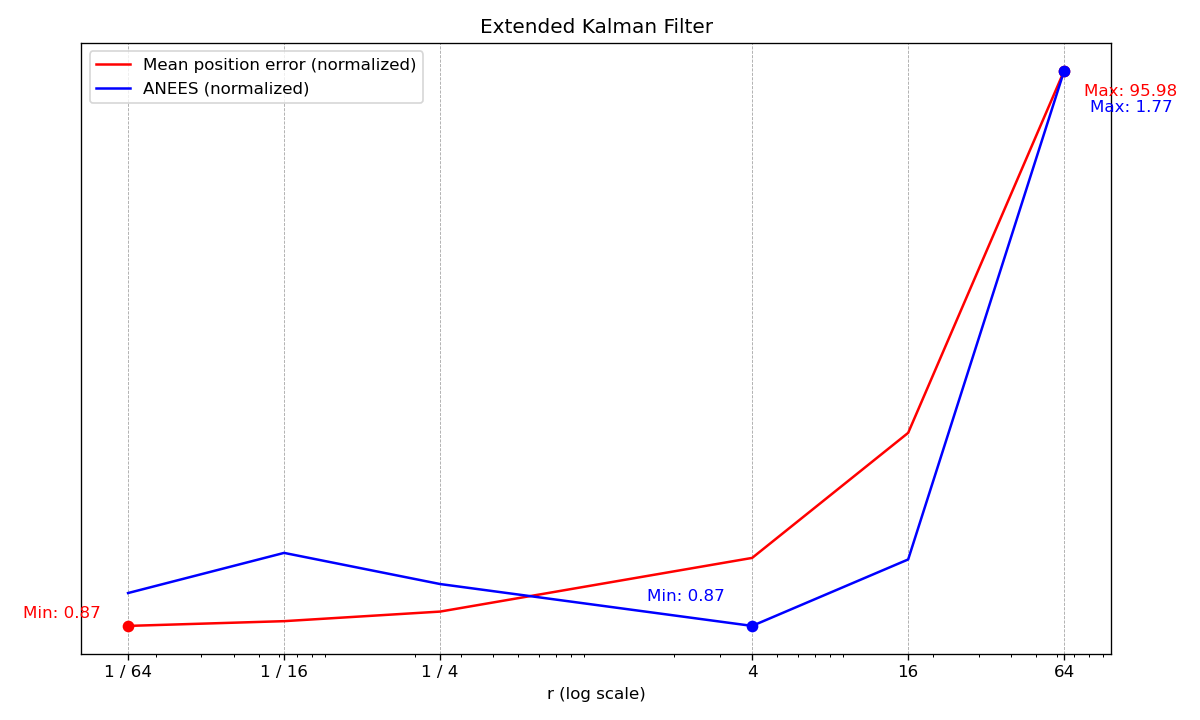 Extended Kalman Filter
Mean position error (normalized)
ANEES (normalized)
Max: 95.98
Max: 1.77
Min: 0.87
Min: 0.87
1 / 64
1 / 16
1 / 4
4
16
64
r (log scale)